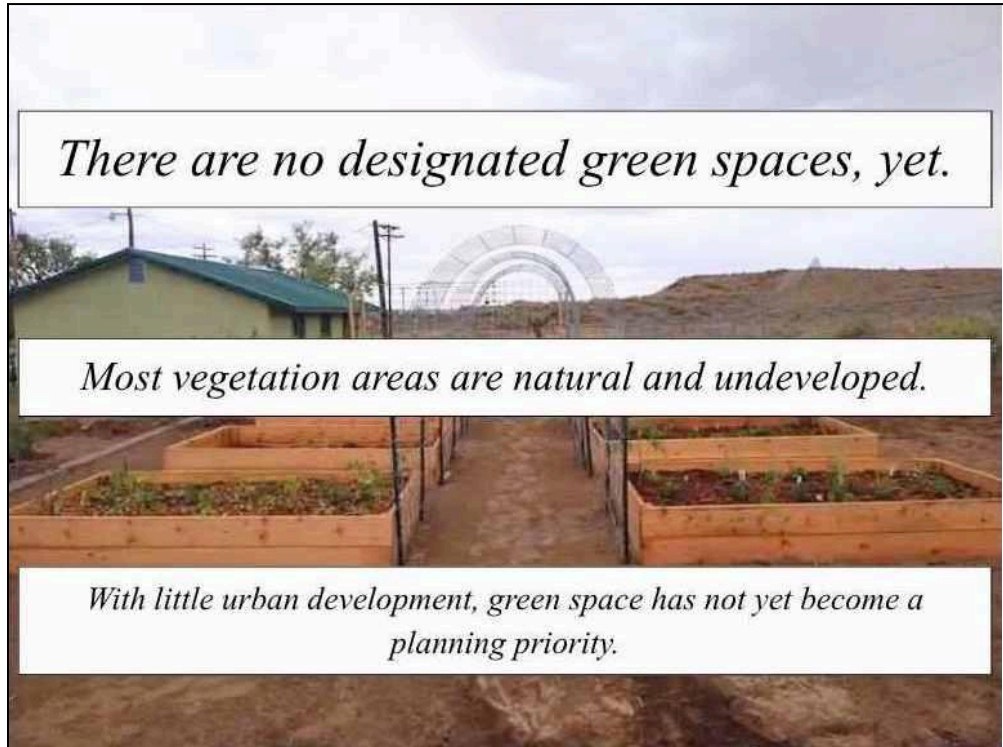 There are no designated green spaces, yet.
Most vegetation areas are natural and undeveloped.
With little urban development, green space has not yet become a
planning priority.